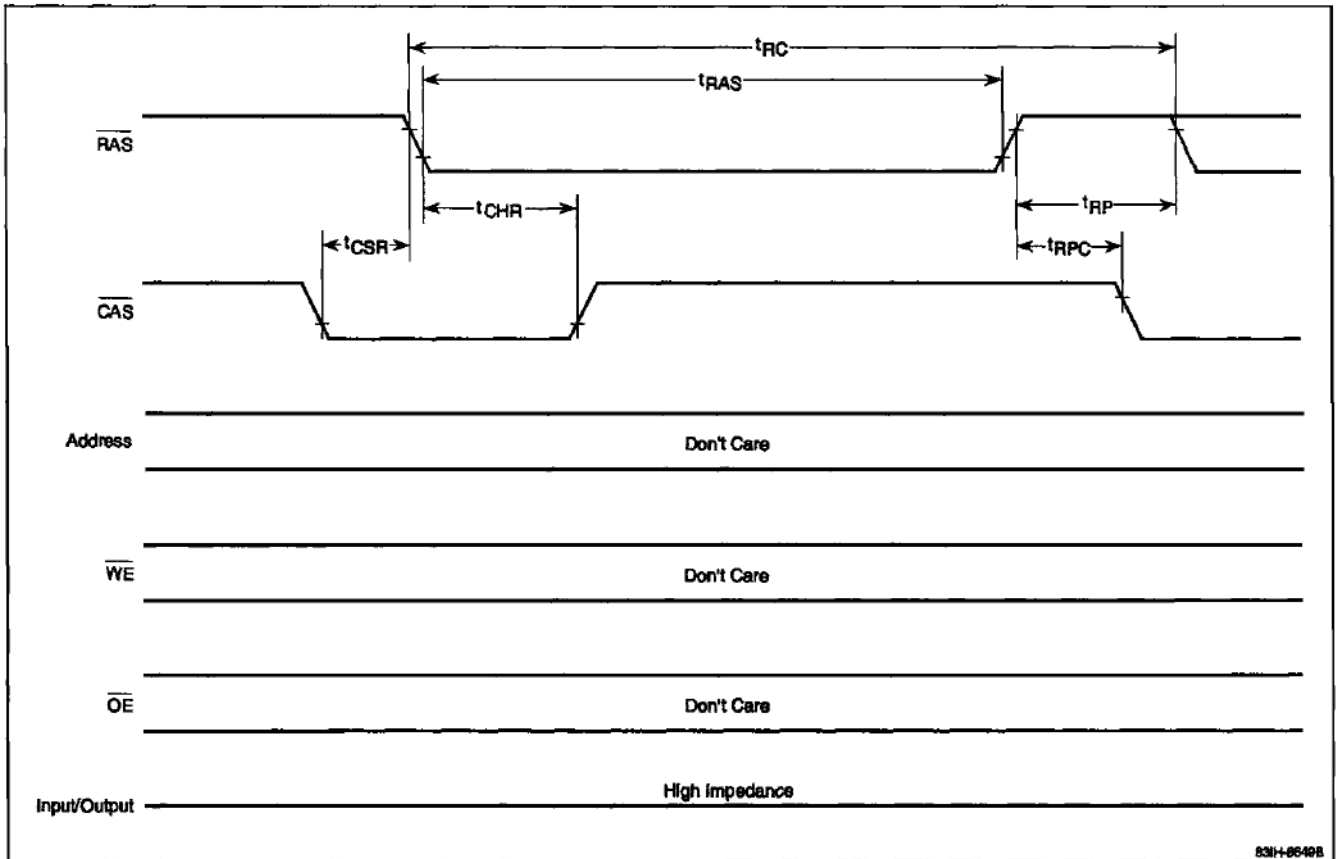 tRC
tRAS
RAS
tCHR
tRP
tCSR
tRPC
CAS
Address
Don't Care
WE
Don't Care
OE
Don't Care
High Impedance
Input/Output
83IH-6649B